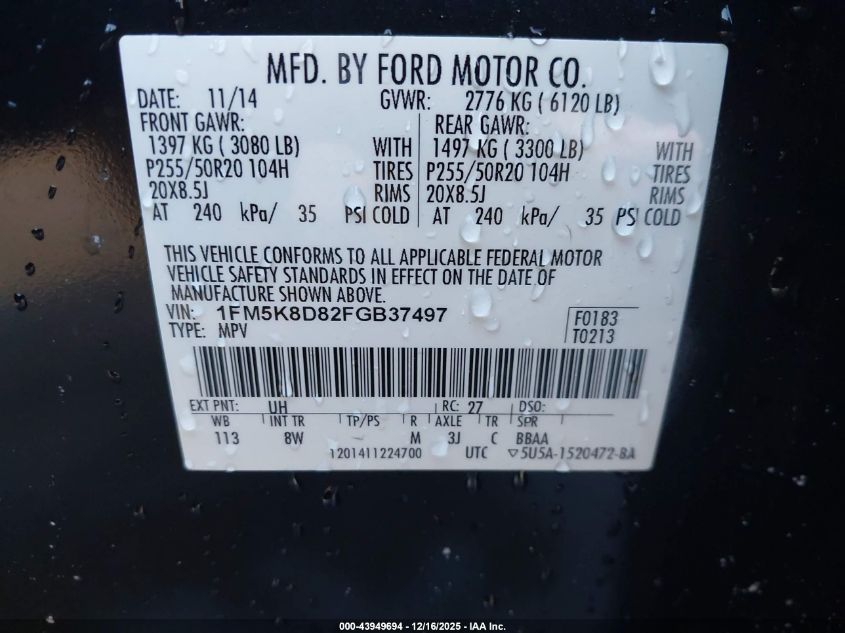 MFD. BY FORD MOTOR CO.
DATE: 11/14 GVWR: 2776 KG ( 6120 LB)
FRONT GAWR: REAR GAWR:
1397 KG ( 3080 LB) WITH 1497 KG ( 3300 LB) WITH
P255/50R20 104H TIRES P255/50R20 104H TIRES
20X8.5J RIMS 20X8.5J RIMS
AT 240 kPa/ 35 PSI COLD AT 240 kPa/ 35 PSI COLD
THIS VEHICLE CONFORMS TO ALL APPLICABLE FEDERAL MOTOR
VEHICLE SAFETY STANDARDS IN EFFECT ON THE DATE OF
MANUFACTURE SHOWN ABOVE.
VIN: 1FM5K8D82FGB37497 F0183
TYPE: MPV T0213
EXT PNT: UH RC: 27 DSO:
WB INT TR TP/PS R AXLE TR SPR
113 8W M 3J C BBAA
1201411224700 UTC ▽5U5A-1520472-BA
000-43949694 - 12/16/2025 - IAA Inc.